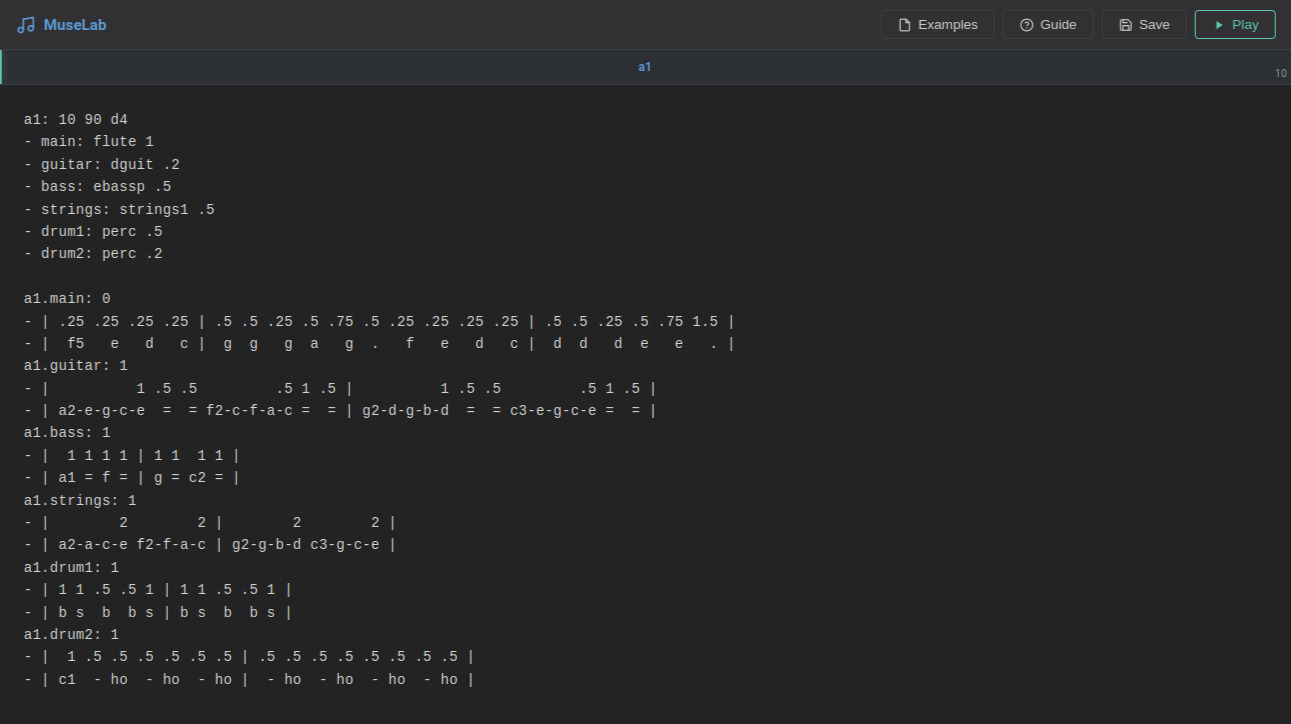 MuseLab
Examples
Guide
Save
Play
a1
10
a1: 10 90 d4
- main: flute 1
- guitar: dguit .2
- bass: ebassp .5
- strings: strings1 .5
- drum1: perc .5
- drum2: perc .2

a1.main: 0
- | .25 .25 .25 .25 | .5 .5 .25 .5 .75 .5 .25 .25 .25 .25 | .5 .5 .25 .5 .75 1.5 |
- |  f5   e   d   c |  g  g   g  a   g  .   f   e   d   c |  d  d   d  e   e   . |
a1.guitar: 1
- |          1 .5 .5         .5 1 .5 |          1 .5 .5         .5 1 .5 |
- | a2-e-g-c-e  =  = f2-c-f-a-c =  = | g2-d-g-b-d  =  = c3-e-g-c-e =  = |
a1.bass: 1
- |  1 1 1 1 | 1 1  1 1 |
- | a1 = f = | g = c2 = |
a1.strings: 1
- |        2        2 |        2        2 |
- | a2-a-c-e f2-f-a-c | g2-g-b-d c3-g-c-e |
a1.drum1: 1
- | 1 1 .5 .5 1 | 1 1 .5 .5 1 |
- | b s  b  b s | b s  b  b s |
a1.drum2: 1
- |  1 .5 .5 .5 .5 .5 .5 | .5 .5 .5 .5 .5 .5 .5 .5 |
- | c1  - ho  - ho  - ho |  - ho  - ho  - ho  - ho |